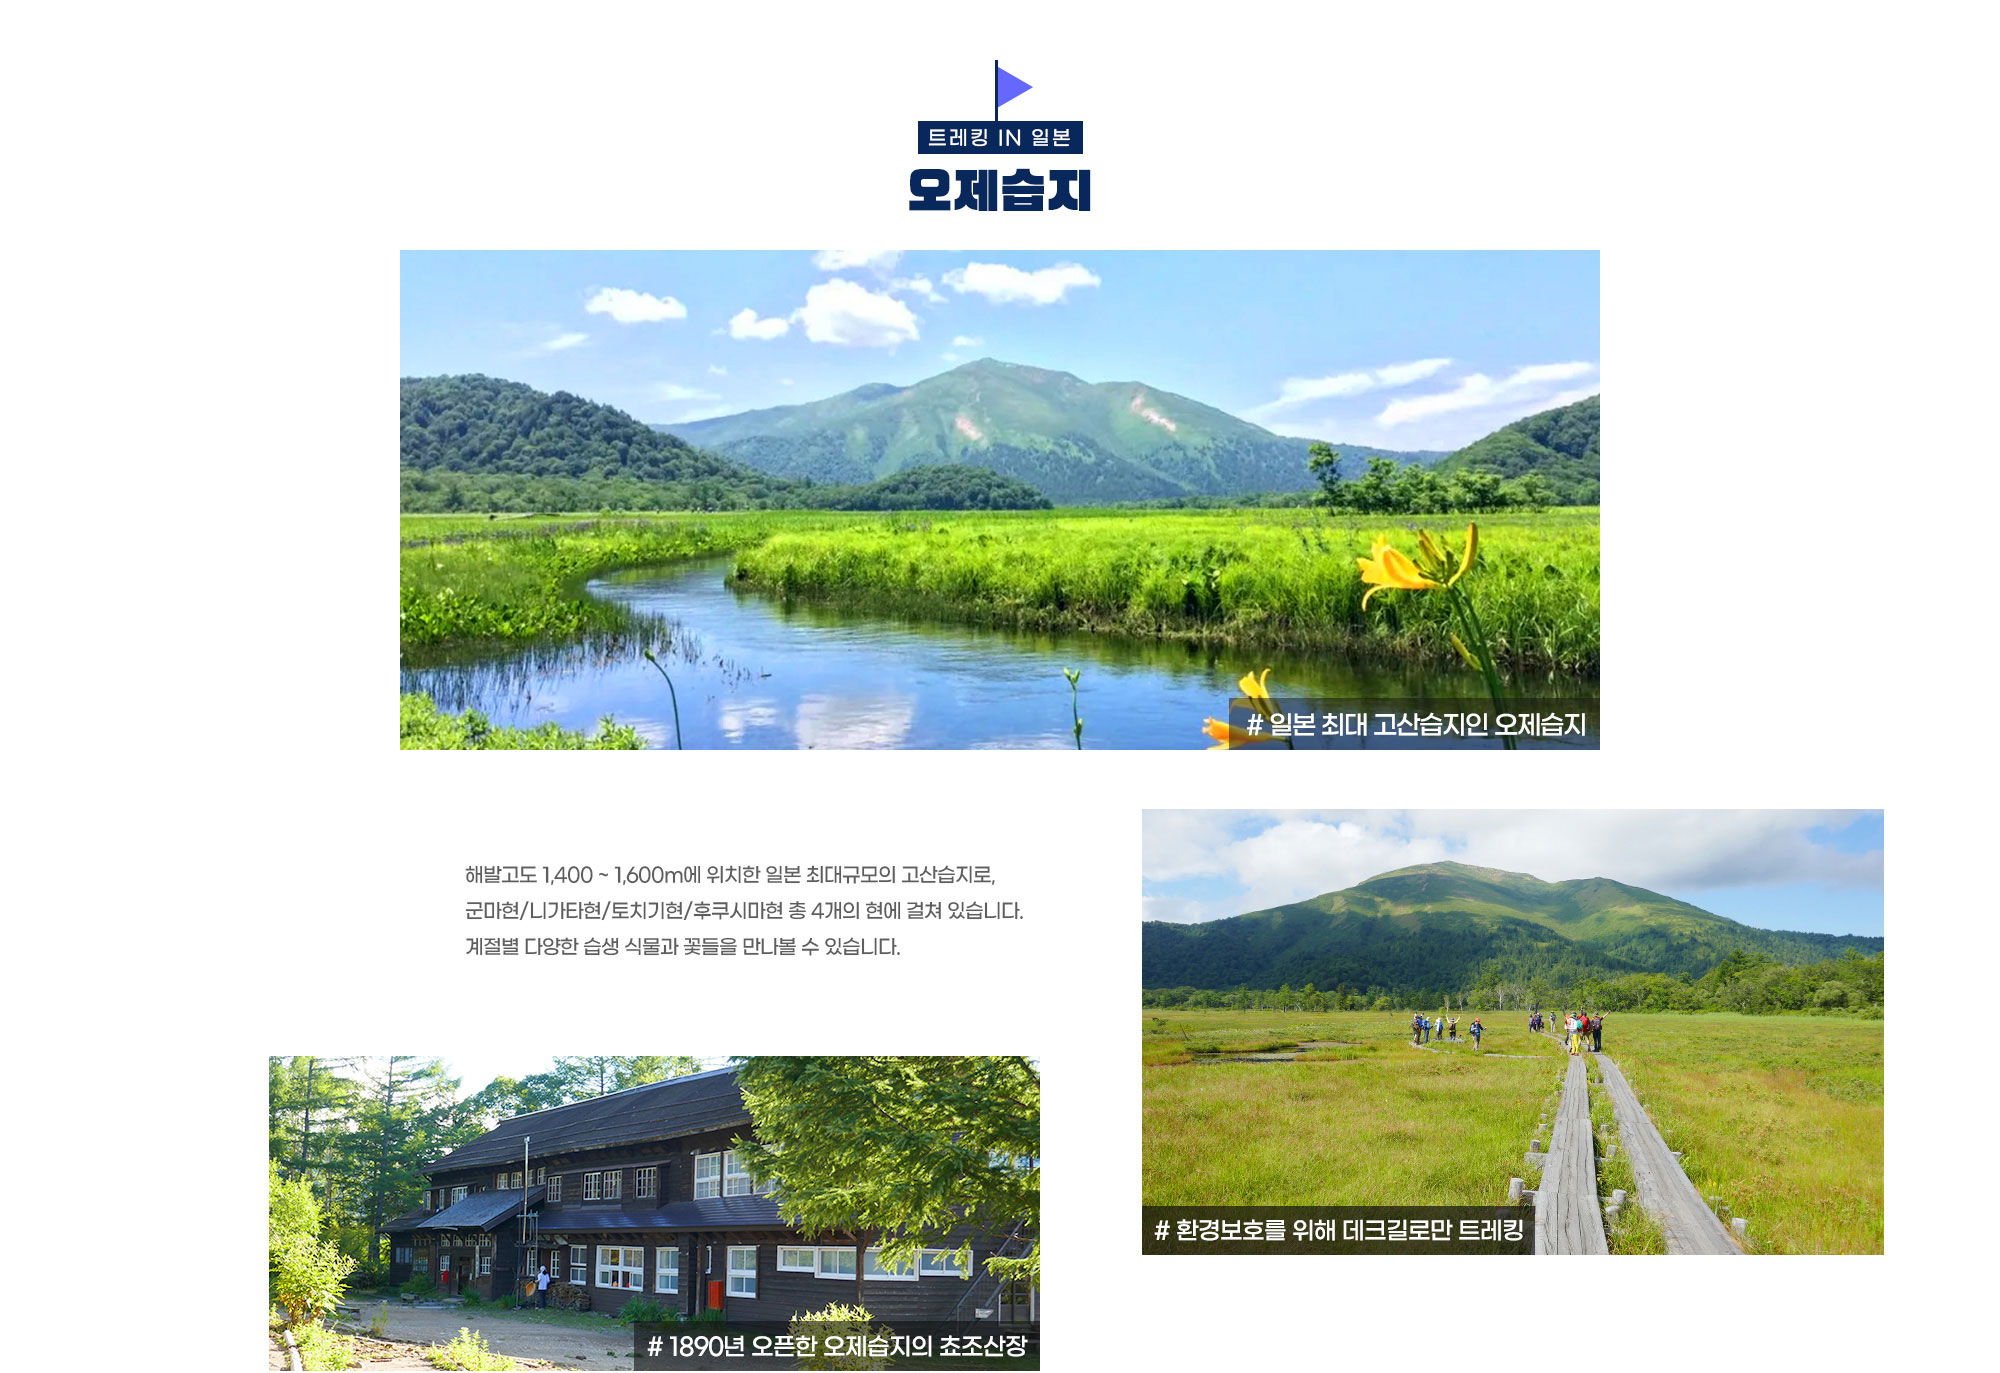 트레킹 IN 일본
오제습지
# 일본 최대 고산습지인 오제습지
해발고도 1,400 ~ 1,600m에 위치한 일본 최대규모의 고산습지로,
군마현/니가타현/토치기현/후쿠시마현 총 4개의 현에 걸쳐 있습니다.
계절별 다양한 습생 식물과 꽃들을 만나볼 수 있습니다.
# 환경보호를 위해 데크길로만 트레킹
# 1890년 오픈한 오제습지의 쵸조산장